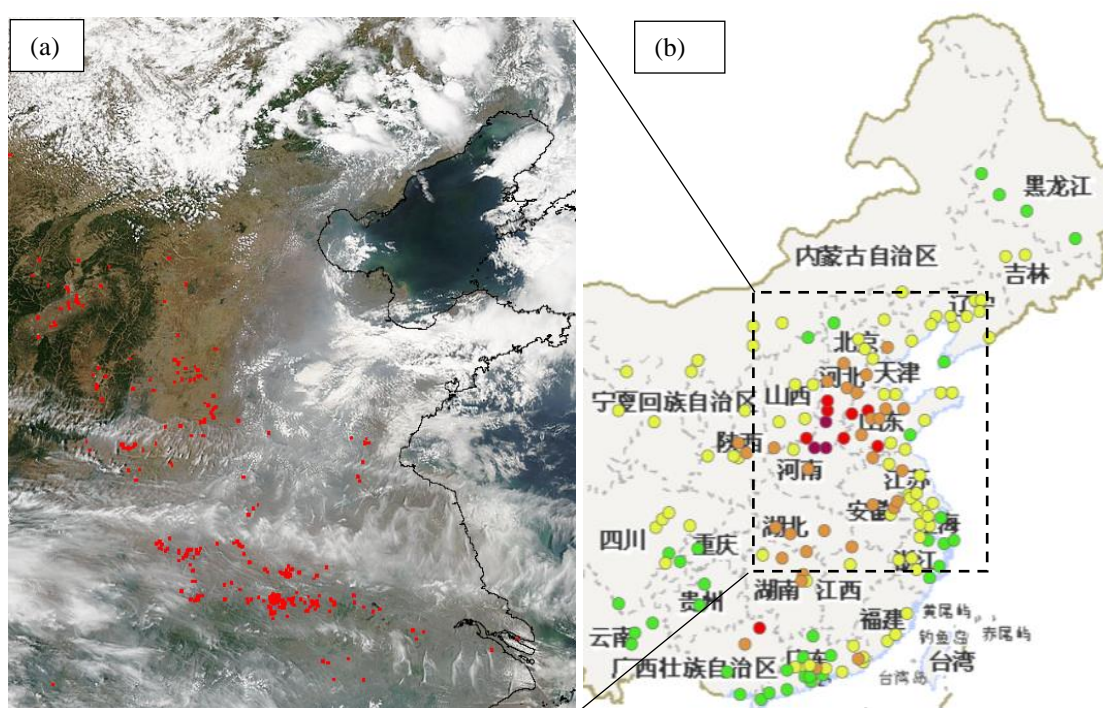 (a)
(b)
黑龙江
内蒙古自治区
吉林
辽宁
北京
天津
河北
宁夏回族自治区
山西
山东
陕西
河南
江苏
安徽
上海
湖北
四川
重庆
浙江
湖南
江西
贵州
福建
黄尾屿
钓鱼岛
赤尾屿
云南
台湾
广西壮族自治区
广东
台湾岛